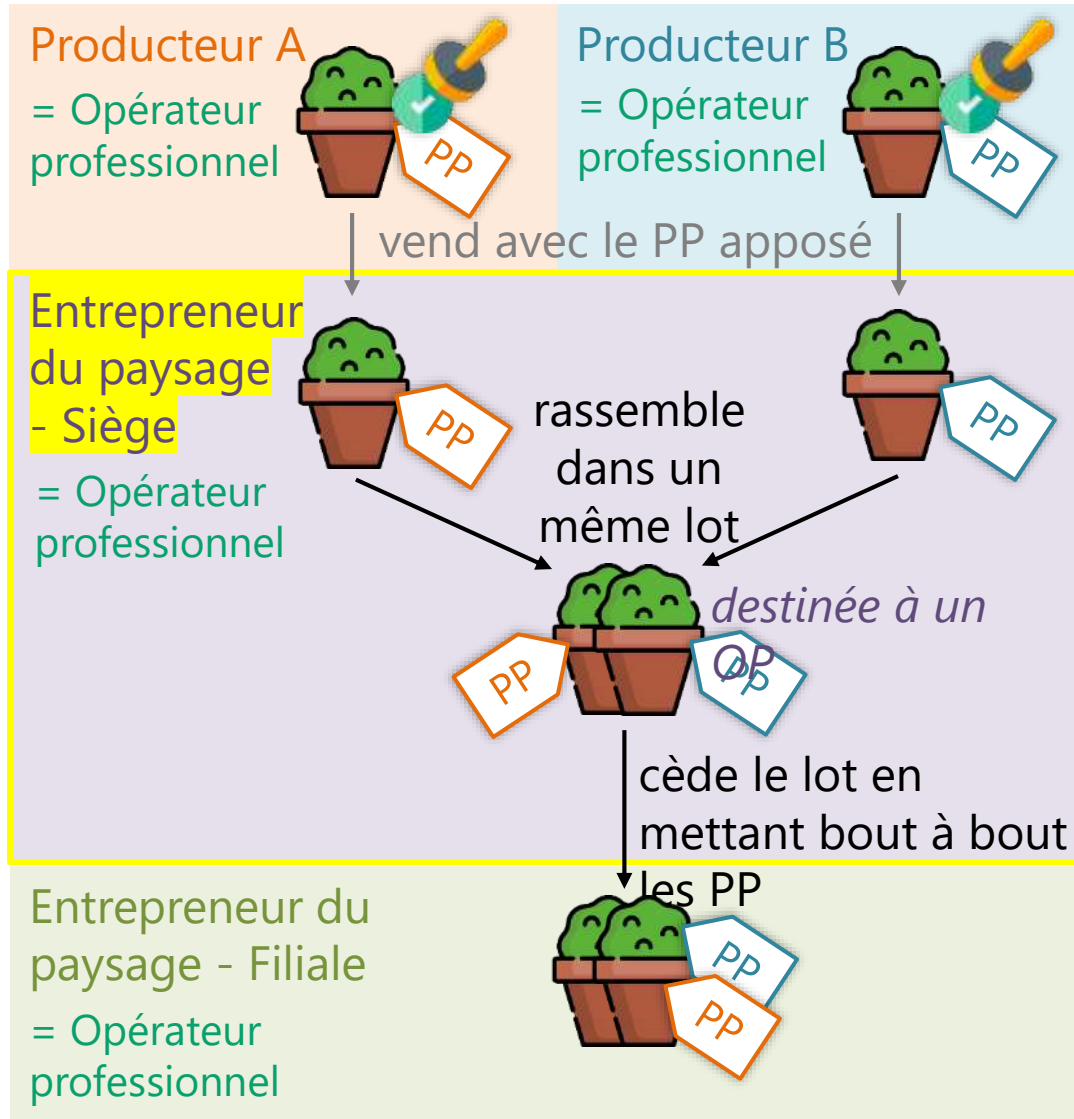 Producteur A
= Opérateur
professionnel
PP
Producteur B
= Opérateur
professionnel
PP
vend avec le PP apposé
Entrepreneur
du paysage
- Siège
= Opérateur
professionnel
PP
PP
rassemble
dans un
même lot
destinée à un
OP
PP
PP
cède le lot en
mettant bout à bout
les PP
Entrepreneur du
paysage - Filiale
= Opérateur
professionnel
PP
PP